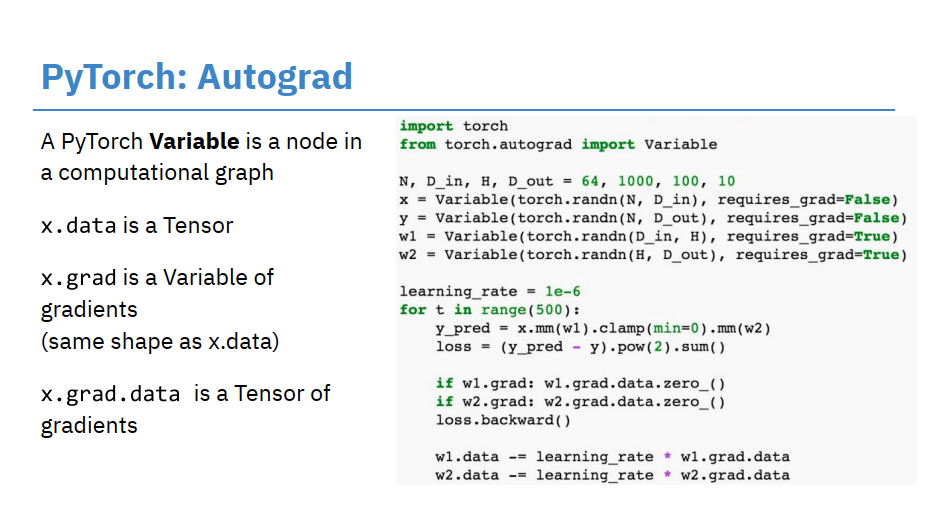 PyTorch: Autograd
A PyTorch Variable is a node in
a computational graph
x.data is a Tensor
x.grad is a Variable of
gradients
(same shape as x.data)
x.grad.data is a Tensor of
gradients
import torch
from torch.autograd import Variable
N, D_in, H, D_out = 64, 1000, 100, 10
x = Variable(torch.randn(N, D_in), requires_grad=False)
y = Variable(torch.randn(N, D_out), requires_grad=False)
w1 = Variable(torch.randn(D_in, H), requires_grad=True)
w2 = Variable(torch.randn(H, D_out), requires_grad=True)
learning_rate = 1e-6
for t in range(500):
    y_pred = x.mm(w1).clamp(min=0).mm(w2)
    loss = (y_pred - y).pow(2).sum()
    if w1.grad: w1.grad.data.zero_()
    if w2.grad: w2.grad.data.zero_()
    loss.backward()
    w1.data -= learning_rate * w1.grad.data
    w2.data -= learning_rate * w2.grad.data